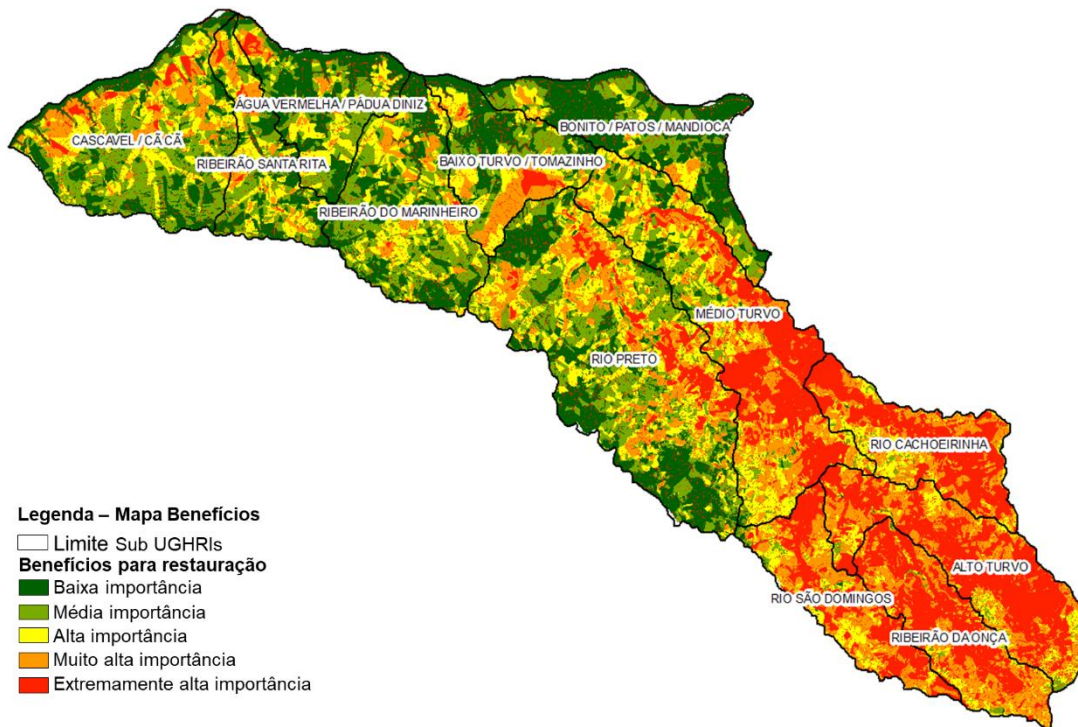 ÁGUA VERMELHA / PÁDUA DINIZ
BONITO / PATOS / MANDIOCA
CASCAVEL / CÃ CÃ
RIBEIRÃO SANTA RITA
BAIXO TURVO / TOMAZINHO
RIBEIRÃO DO MARINHEIRO
MÉDIO TURVO
RIO PRETO
RIO CACHOEIRINHA
ALTO TURVO
RIO SÃO DOMINGOS
RIBEIRÃO DA ONÇA
Legenda – Mapa Benefícios
Limite Sub UGHRIs
Benefícios para restauração
Baixa importância
Média importância
Alta importância
Muito alta importância
Extremamente alta importância